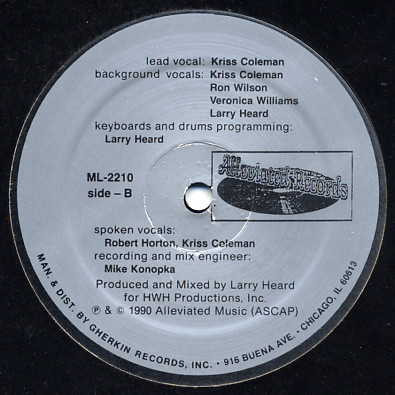 lead vocal: Kriss Coleman
background vocals: Kriss Coleman
Ron Wilson
Veronica Williams
Larry Heard
keyboards and drums programming:
Larry Heard
ML-2210
side – B
Alleviated Records
spoken vocals:
Robert Horton, Kriss Coleman
recording and mix engineer:
Mike Konopka
Produced and Mixed by Larry Heard
for HWH Productions, Inc.
℗ & © 1990 Alleviated Music (ASCAP)
MAN. & DIST. BY GHERKIN RECORDS, INC. • 916 BUENA AVE. • CHICAGO, IL 60613